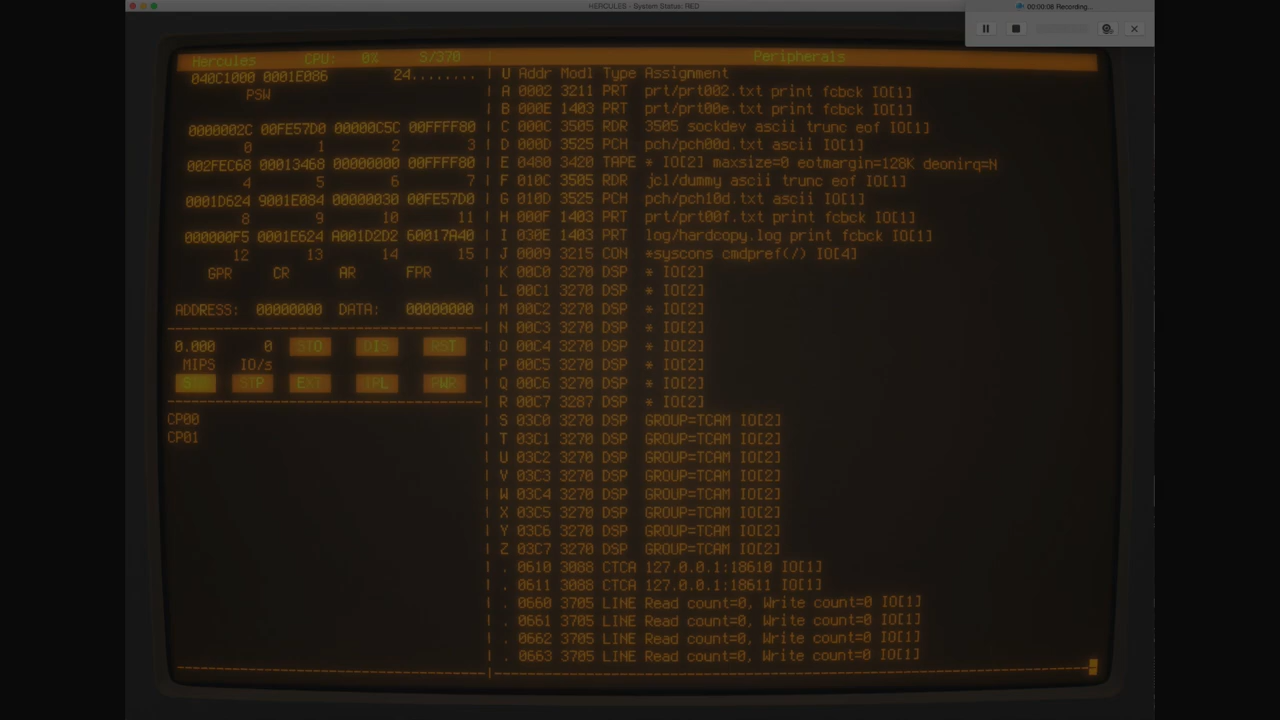 HERCULES - System Status: RED
00:00:08 Recording...
Hercules CPU: 0% S/370 | Peripherals
040C1000 0001E086 24........ | U Addr Modl Type Assignment
PSW | A 0002 3211 PRT prt/prt002.txt print fcbck IO[1]
| B 000E 1403 PRT prt/prt00e.txt print fcbck IO[1]
0000002C 00FE57D0 00000C5C 00FFFF80 | C 000C 3505 RDR 3505 sockdev ascii trunc eof IO[1]
0 1 2 3 | D 000D 3525 PCH pch/pch00d.txt ascii IO[1]
002FEC68 00013468 00000000 00FFFF80 | E 0480 3420 TAPE * IO[2] maxsize=0 eotmargin=128K deonirq=N
4 5 6 7 | F 010C 3505 RDR jcl/dummy ascii trunc eof IO[1]
0001D624 9001E084 00000030 00FE57D0 | G 010D 3525 PCH pch/pch10d.txt ascii IO[1]
8 9 10 11 | H 000F 1403 PRT prt/prt00f.txt print fcbck IO[1]
000000F5 0001E624 A001D2D2 60017A40 | I 030E 1403 PRT log/hardcopy.log print fcbck IO[1]
12 13 14 15 | J 0009 3215 CON *syscons cmdpref(/) IO[4]
GPR CR AR FPR | K 00C0 3270 DSP * IO[2]
| L 00C1 3270 DSP * IO[2]
ADDRESS: 00000000 DATA: 00000000 | M 00C2 3270 DSP * IO[2]
| N 00C3 3270 DSP * IO[2]
0.000 0 STO DIS RST | O 00C4 3270 DSP * IO[2]
MIPS IO/s | P 00C5 3270 DSP * IO[2]
STR STP EXT IPL PWR | Q 00C6 3270 DSP * IO[2]
| R 00C7 3287 DSP * IO[2]
CP00 | S 03C0 3270 DSP GROUP=TCAM IO[2]
CP01 | T 03C1 3270 DSP GROUP=TCAM IO[2]
| U 03C2 3270 DSP GROUP=TCAM IO[2]
| V 03C3 3270 DSP GROUP=TCAM IO[2]
| W 03C4 3270 DSP GROUP=TCAM IO[2]
| X 03C5 3270 DSP GROUP=TCAM IO[2]
| Y 03C6 3270 DSP GROUP=TCAM IO[2]
| Z 03C7 3270 DSP GROUP=TCAM IO[2]
| . 0610 3088 CTCA 127.0.0.1:18610 IO[1]
| . 0611 3088 CTCA 127.0.0.1:18611 IO[1]
| . 0660 3705 LINE Read count=0, Write count=0 IO[1]
| . 0661 3705 LINE Read count=0, Write count=0 IO[1]
| . 0662 3705 LINE Read count=0, Write count=0 IO[1]
| . 0663 3705 LINE Read count=0, Write count=0 IO[1]